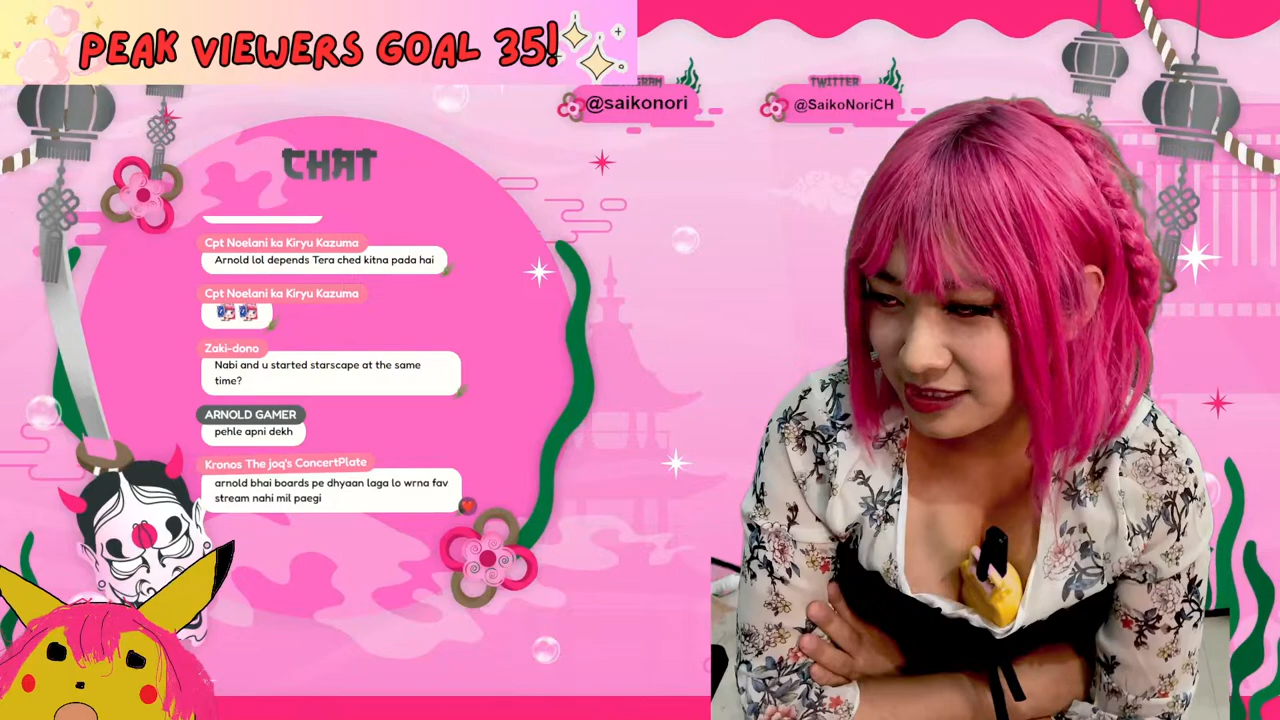 PEAK VIEWERS GOAL 35!
TWITTER
@saikonori
@SaikoNoriCH
CHAT
Cpt Noelani ka Kiryu Kazuma
Arnold lol depends Tera ched kitna pada hai
Cpt Noelani ka Kiryu Kazuma
Zaki-dono
Nabi and u started starscape at the same
time?
ARNOLD GAMER
pehle apni dekh
Kronos The joq's ConcertPlate
arnold bhai boards pe dhyaan laga lo wrna fav
stream nahi mil paegi